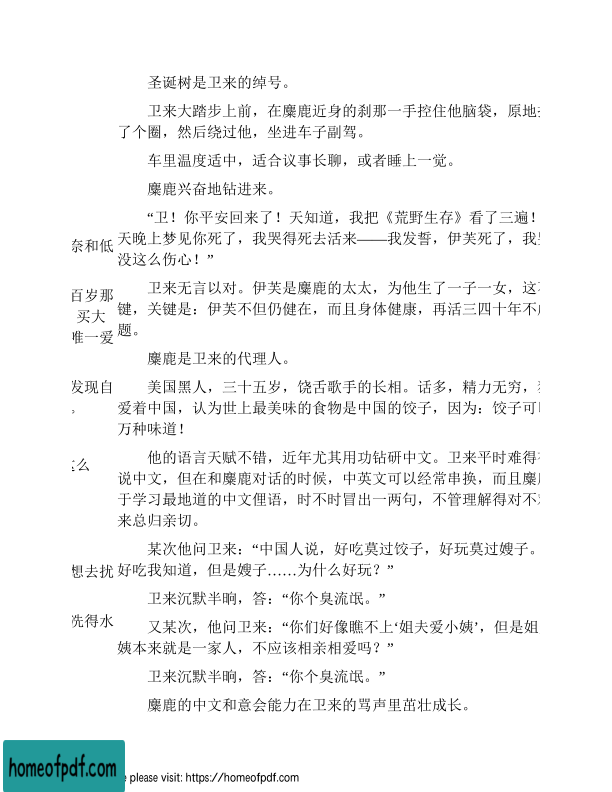 圣诞树是卫来的绰号。
卫来大踏步上前，在麋鹿近身的刹那一手控住他脑袋，原地
了个圈，然后绕过他，坐进车子副驾。
车里温度适中，适合议事长聊，或者睡上一觉。
麋鹿兴奋地钻进来。
“卫！你平安回来了！天知道，我把《荒野生存》看了三遍！
天晚上梦见你死了，我哭得死去活来——我发誓，伊芙死了，我
没这么伤心！”
卫来无言以对。伊芙是麋鹿的太太，为他生了一子一女，这
键，关键是：伊芙不但仍健在，而且身体健康，再活三四十年不
题。
麋鹿是卫来的代理人。
美国黑人，三十五岁，饶舌歌手的长相。话多，精力无穷，
爱着中国，认为世上最美味的食物是中国的饺子，因为：饺子可
万种味道！
他的语言天赋不错，近年尤其用功钻研中文。卫来平时难得
说中文，但在和麋鹿对话的时候，中英文可以经常串换，而且麋
于学习最地道的中文俚语，时不时冒出一两句，不管理解得对不
来总归亲切。
某次他问卫来：“中国人说，好吃莫过饺子，好玩莫过嫂子。
好吃我知道，但是嫂子……为什么好玩？”
卫来沉默半晌，答：“你个臭流氓。”
又某次，他问卫来：“你们好像瞧不上‘姐夫爱小姨’，但是姐
姨本来就是一家人，不应该相亲相爱吗？”
卫来沉默半晌，答：“你个臭流氓。”
麋鹿的中文和意会能力在卫来的骂声里茁壮成长。
奈和低
百岁那
买大
唯一爱
发现自
。
么
想去扰
洗得水
homeofpdf.com
e please visit: https://homeofpdf.com